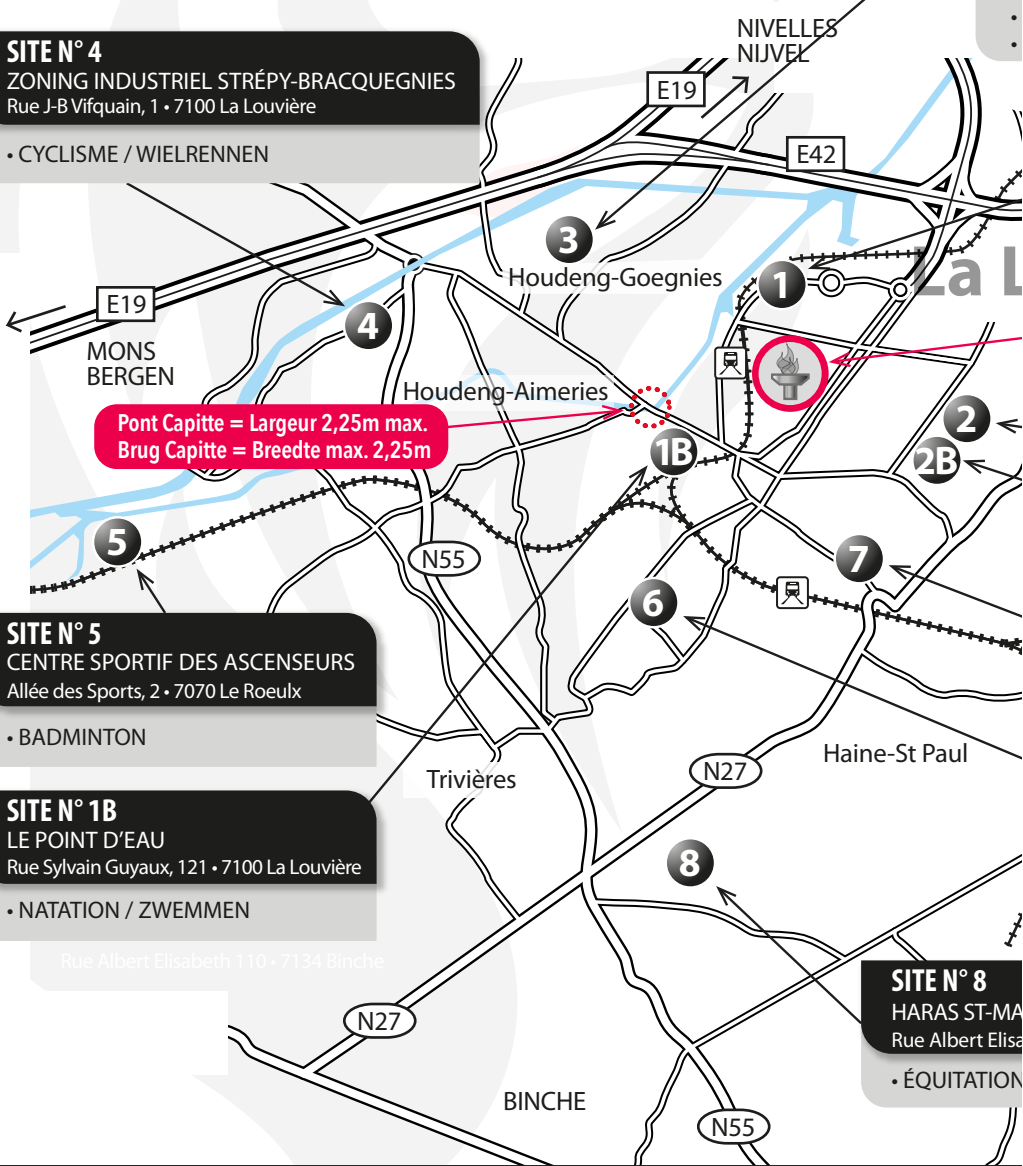 NIVELLES
NIJVEL
SITE N° 4
ZONING INDUSTRIEL STRÉPY-BRACQUEGNIES
Rue J-B Vifquain, 1 • 7100 La Louvière
• CYCLISME / WIELRENNEN
E19
E42
3
Houdeng-Goegnies
1
La L
E19
4
MONS
BERGEN
Houdeng-Aimeries
Pont Capitte = Largeur 2,25m max.
Brug Capitte = Breedte max. 2,25m
2
1B
2B
5
N55
7
6
SITE N° 5
CENTRE SPORTIF DES ASCENSEURS
Allée des Sports, 2 • 7070 Le Roeulx
• BADMINTON
Haine-St Paul
Trivières
N27
SITE N° 1B
LE POINT D'EAU
Rue Sylvain Guyaux, 121 • 7100 La Louvière
• NATATION / ZWEMMEN
8
Rue Albert Elisabeth 110 • 7134 Binche
SITE N° 8
HARAS ST-MA
Rue Albert Elisa
• ÉQUITATION
N27
BINCHE
N55